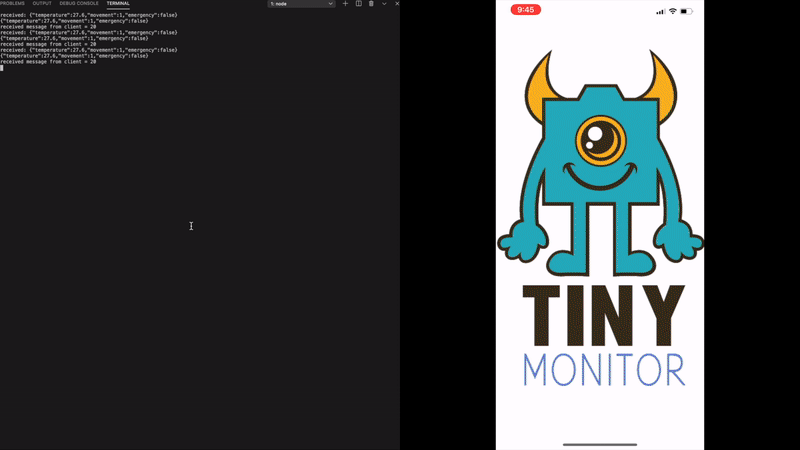 PROBLEMS OUTPUT DEBUG CONSOLE TERMINAL 1: node
received: {"temperature":27.6,"movement":1,"emergency":false}
{"temperature":27.6,"movement":1,"emergency":false}
received message from client = 20
received: {"temperature":27.6,"movement":1,"emergency":false}
{"temperature":27.6,"movement":1,"emergency":false}
received message from client = 20
received: {"temperature":27.6,"movement":1,"emergency":false}
{"temperature":27.6,"movement":1,"emergency":false}
received message from client = 20
9:45
TINY
MONITOR